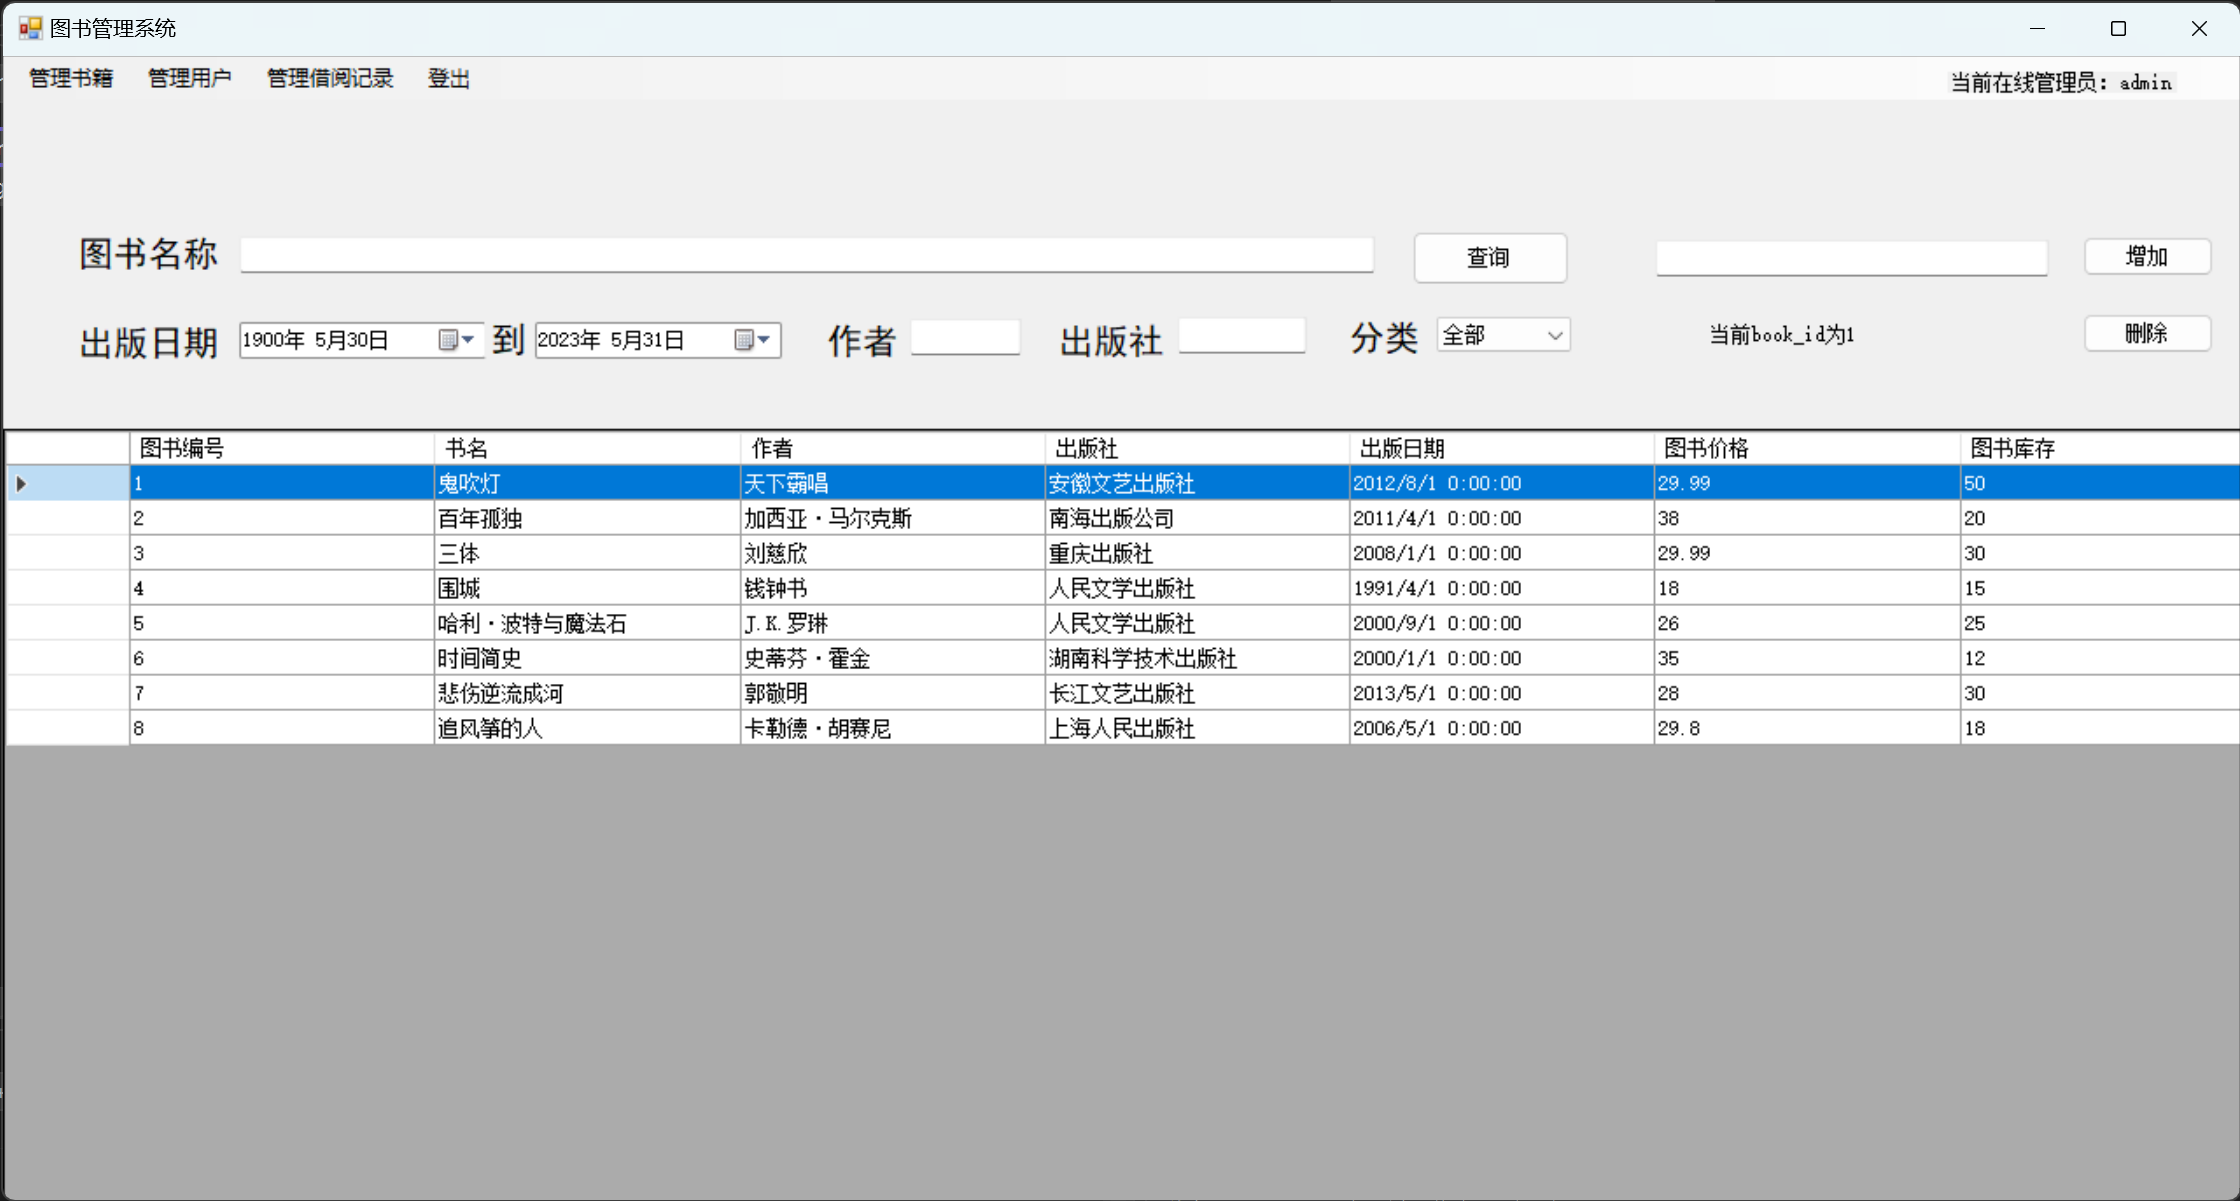 图书管理系统
管理书籍 管理用户 管理借阅记录 登出 当前在线管理员：admin
图书名称 查询 增加
出版日期 1900年 5月30日 到 2023年 5月31日 作者 出版社 分类 全部 当前book_id为1 删除
图书编号 书名 作者 出版社 出版日期 图书价格 图书库存
1 鬼吹灯 天下霸唱 安徽文艺出版社 2012/8/1 0:00:00 29.99 50
2 百年孤独 加西亚·马尔克斯 南海出版公司 2011/4/1 0:00:00 38 20
3 三体 刘慈欣 重庆出版社 2008/1/1 0:00:00 29.99 30
4 围城 钱钟书 人民文学出版社 1991/4/1 0:00:00 18 15
5 哈利·波特与魔法石 J.K.罗琳 人民文学出版社 2000/9/1 0:00:00 26 25
6 时间简史 史蒂芬·霍金 湖南科学技术出版社 2000/1/1 0:00:00 35 12
7 悲伤逆流成河 郭敬明 长江文艺出版社 2013/5/1 0:00:00 28 30
8 追风筝的人 卡勒德·胡赛尼 上海人民出版社 2006/5/1 0:00:00 29.8 18